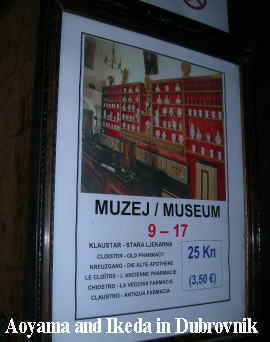 MUZEJ / MUSEUM
9 – 17
KLAUSTAR - STARA LJEKARNA
CLOISTER - OLD PHARMACY
KREUZGANG - DIE ALTE APOTHEKE
LE CLOÎTRE - L'ANCIENNE PHARMACIE
CHIOSTRO - LA VECCHIA FARMACIA
CLAUSTRO - ANTIGUA FARMACIA
25 Kn
(3,50 €)
Aoyama and Ikeda in Dubrovnik